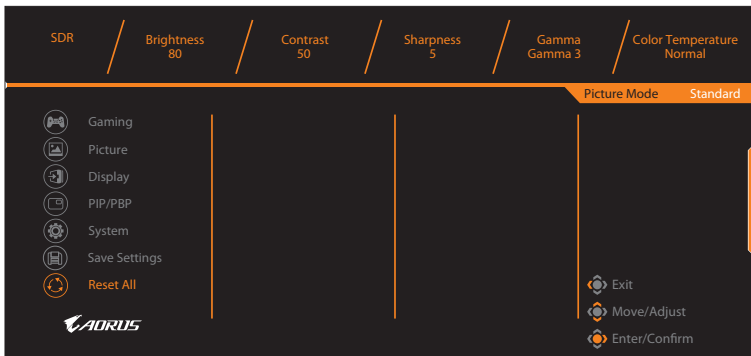 SDR
Brightness
80
Contrast
50
Sharpness
5
Gamma
Gamma 3
Color Temperature
Normal
Picture Mode Standard
Gaming
Picture
Display
PIP/PBP
System
Save Settings
Reset All
AORUS
Exit
Move/Adjust
Enter/Confirm